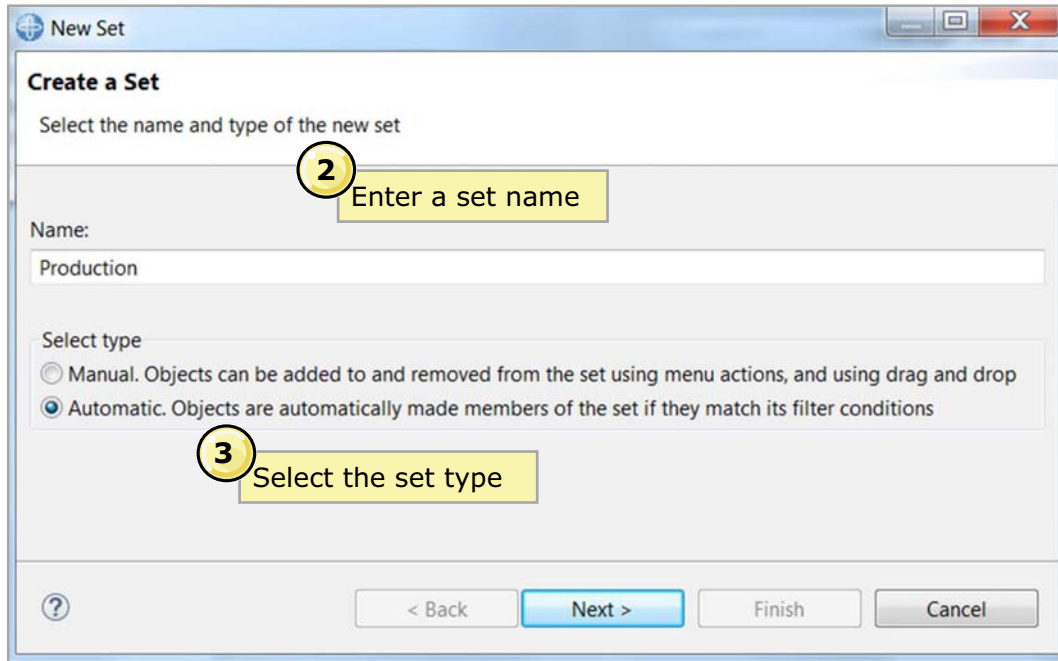 New Set
Create a Set
Select the name and type of the new set
2
Enter a set name
Name:
Production
Select type
Manual. Objects can be added to and removed from the set using menu actions, and using drag and drop
Automatic. Objects are automatically made members of the set if they match its filter conditions
3
Select the set type
?
< Back
Next >
Finish
Cancel